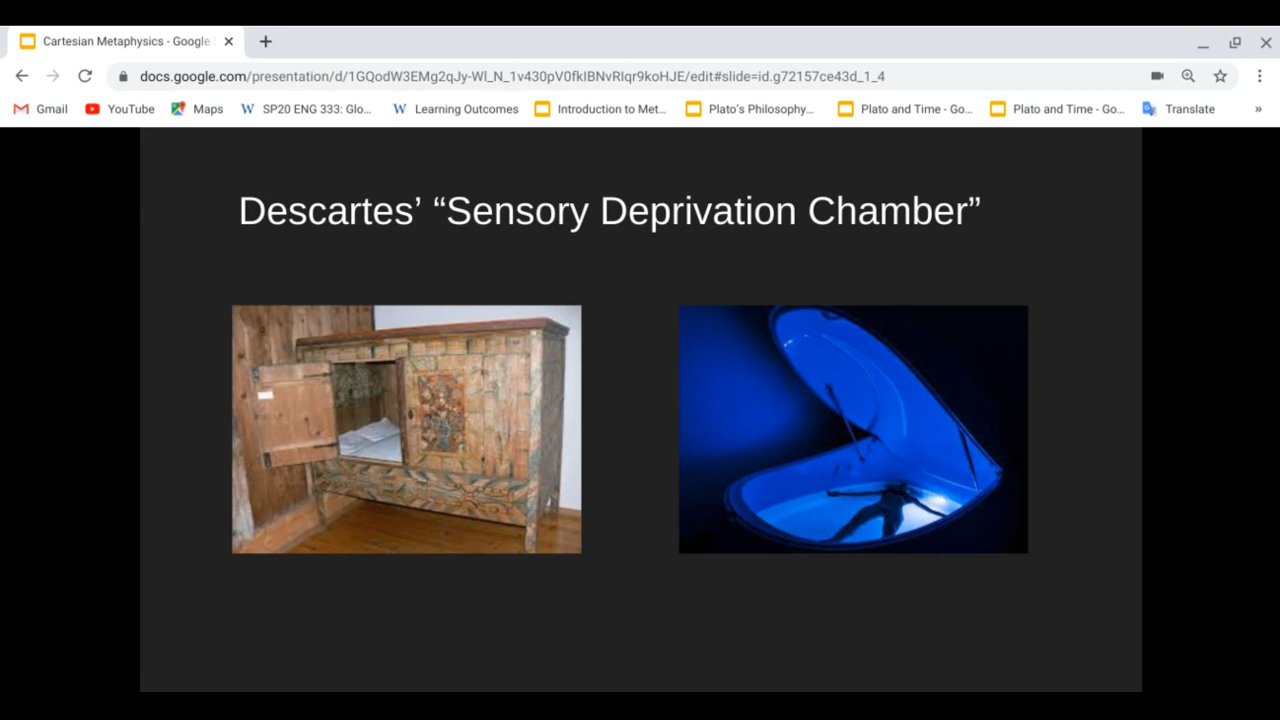 Cartesian Metaphysics - Google
docs.google.com/presentation/d/1GQodW3EMg2qJy-Wl_N_1v430pV0fkIBNvRIqr9koHJE/edit#slide=id.g72157ce43d_1_4
Gmail YouTube Maps SP20 ENG 333: Glo... Learning Outcomes Introduction to Met... Plato's Philosophy... Plato and Time - Go... Plato and Time - Go... Translate »
Descartes’ “Sensory Deprivation Chamber”